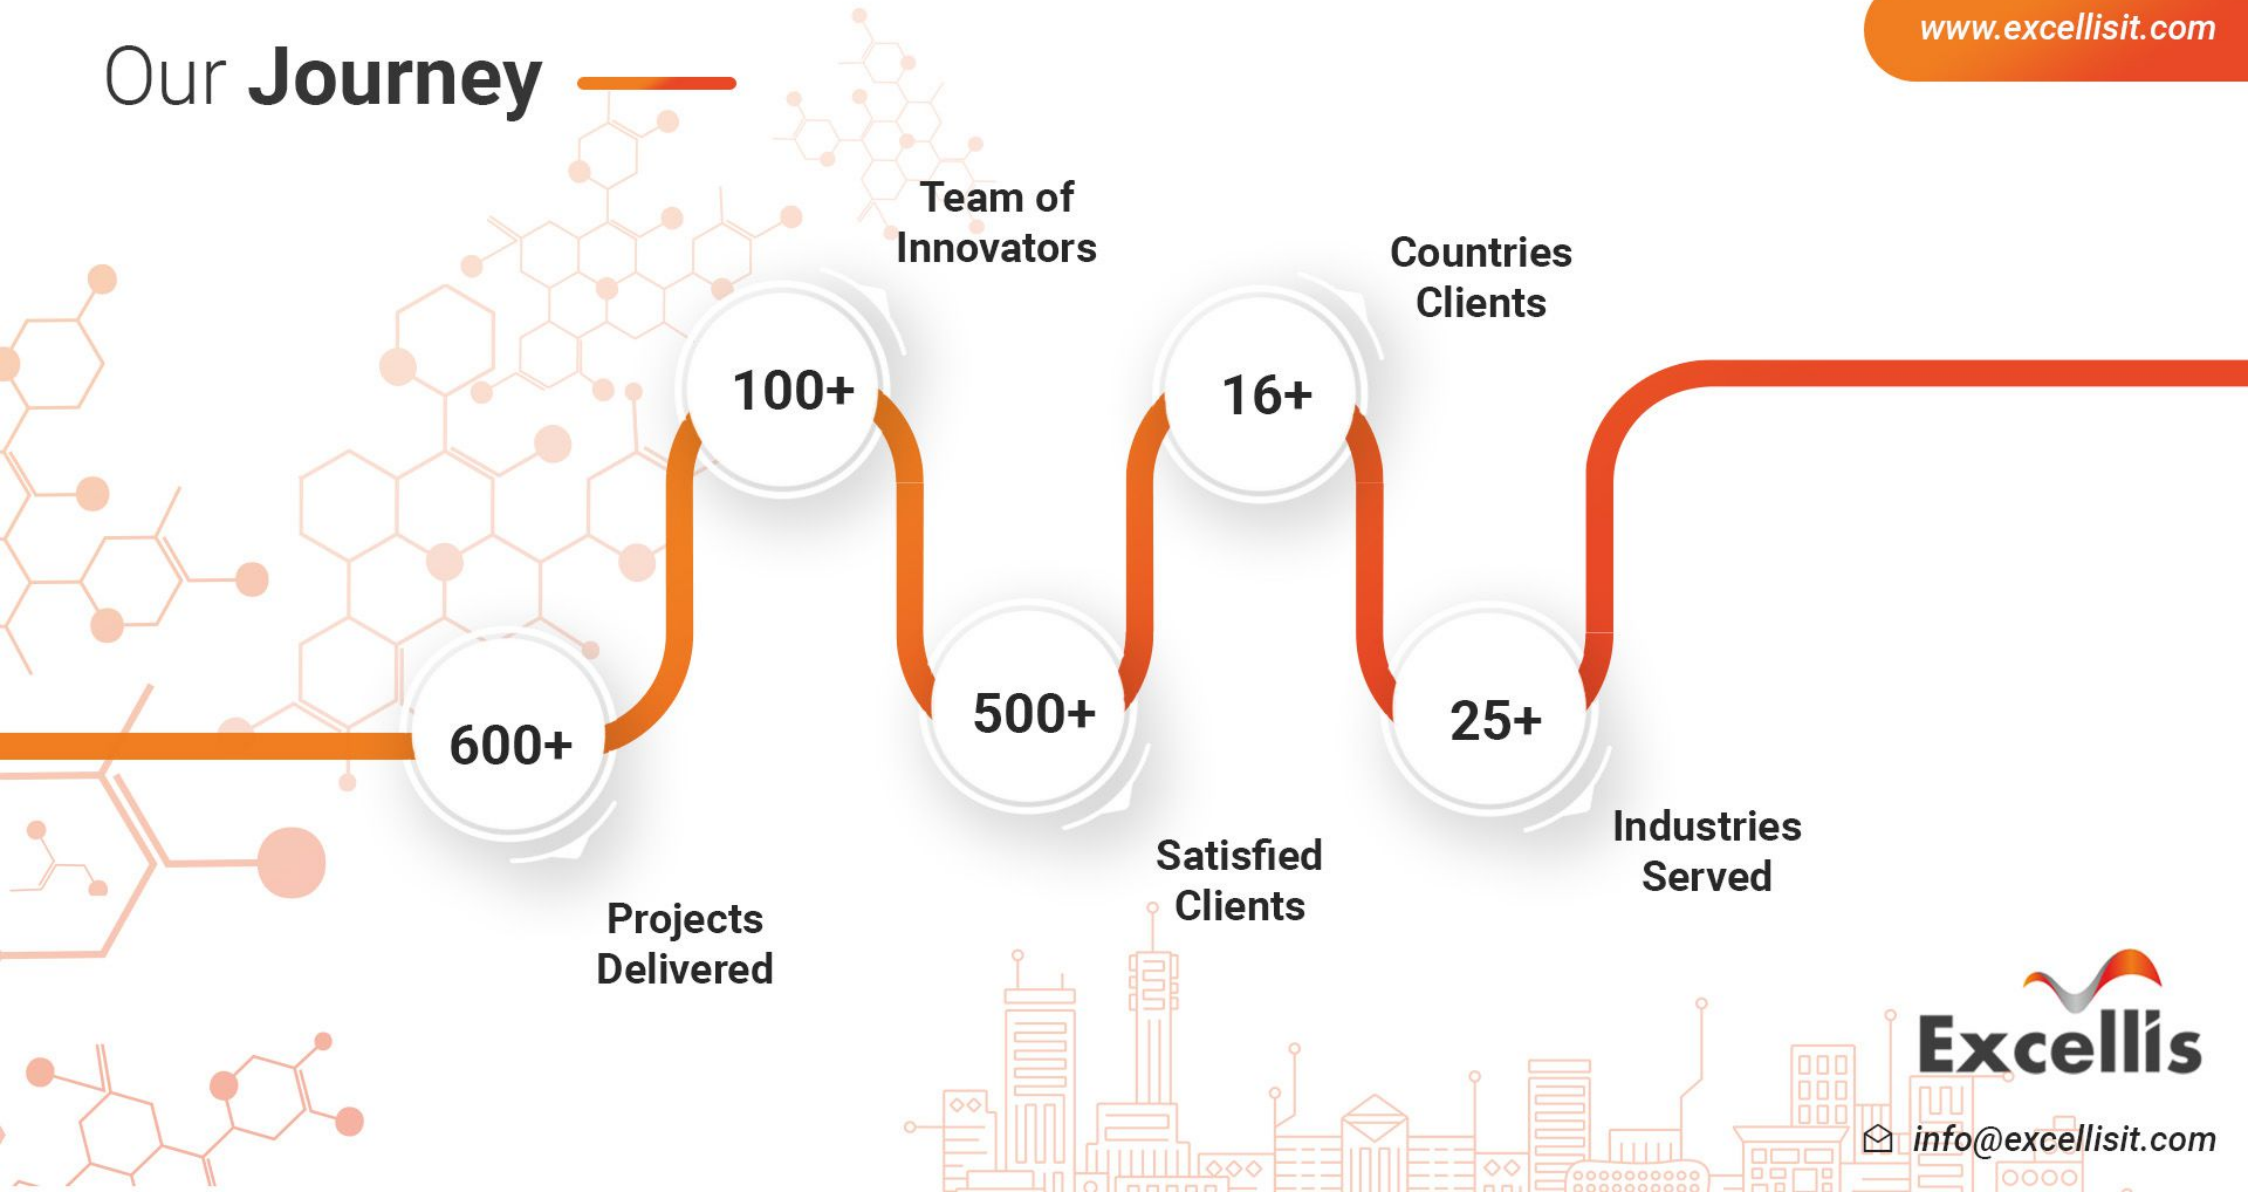 Our Journey
www.excellisit.com
Team of
Innovators
Countries
Clients
100+
16+
600+
500+
25+
Projects
Delivered
Satisfied
Clients
Industries
Served
Excellis
info@excellisit.com